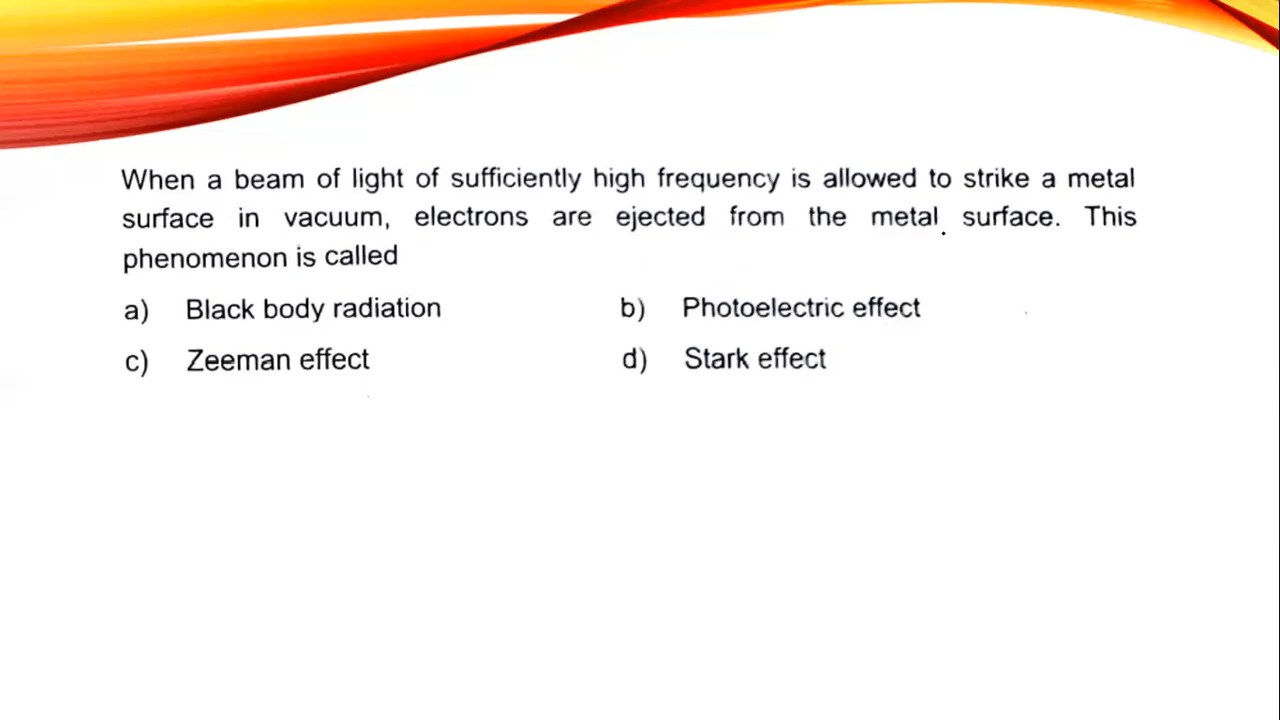 When a beam of light of sufficiently high frequency is allowed to strike a metal
surface in vacuum, electrons are ejected from the metal surface. This
phenomenon is called
a) Black body radiation b) Photoelectric effect
c) Zeeman effect d) Stark effect